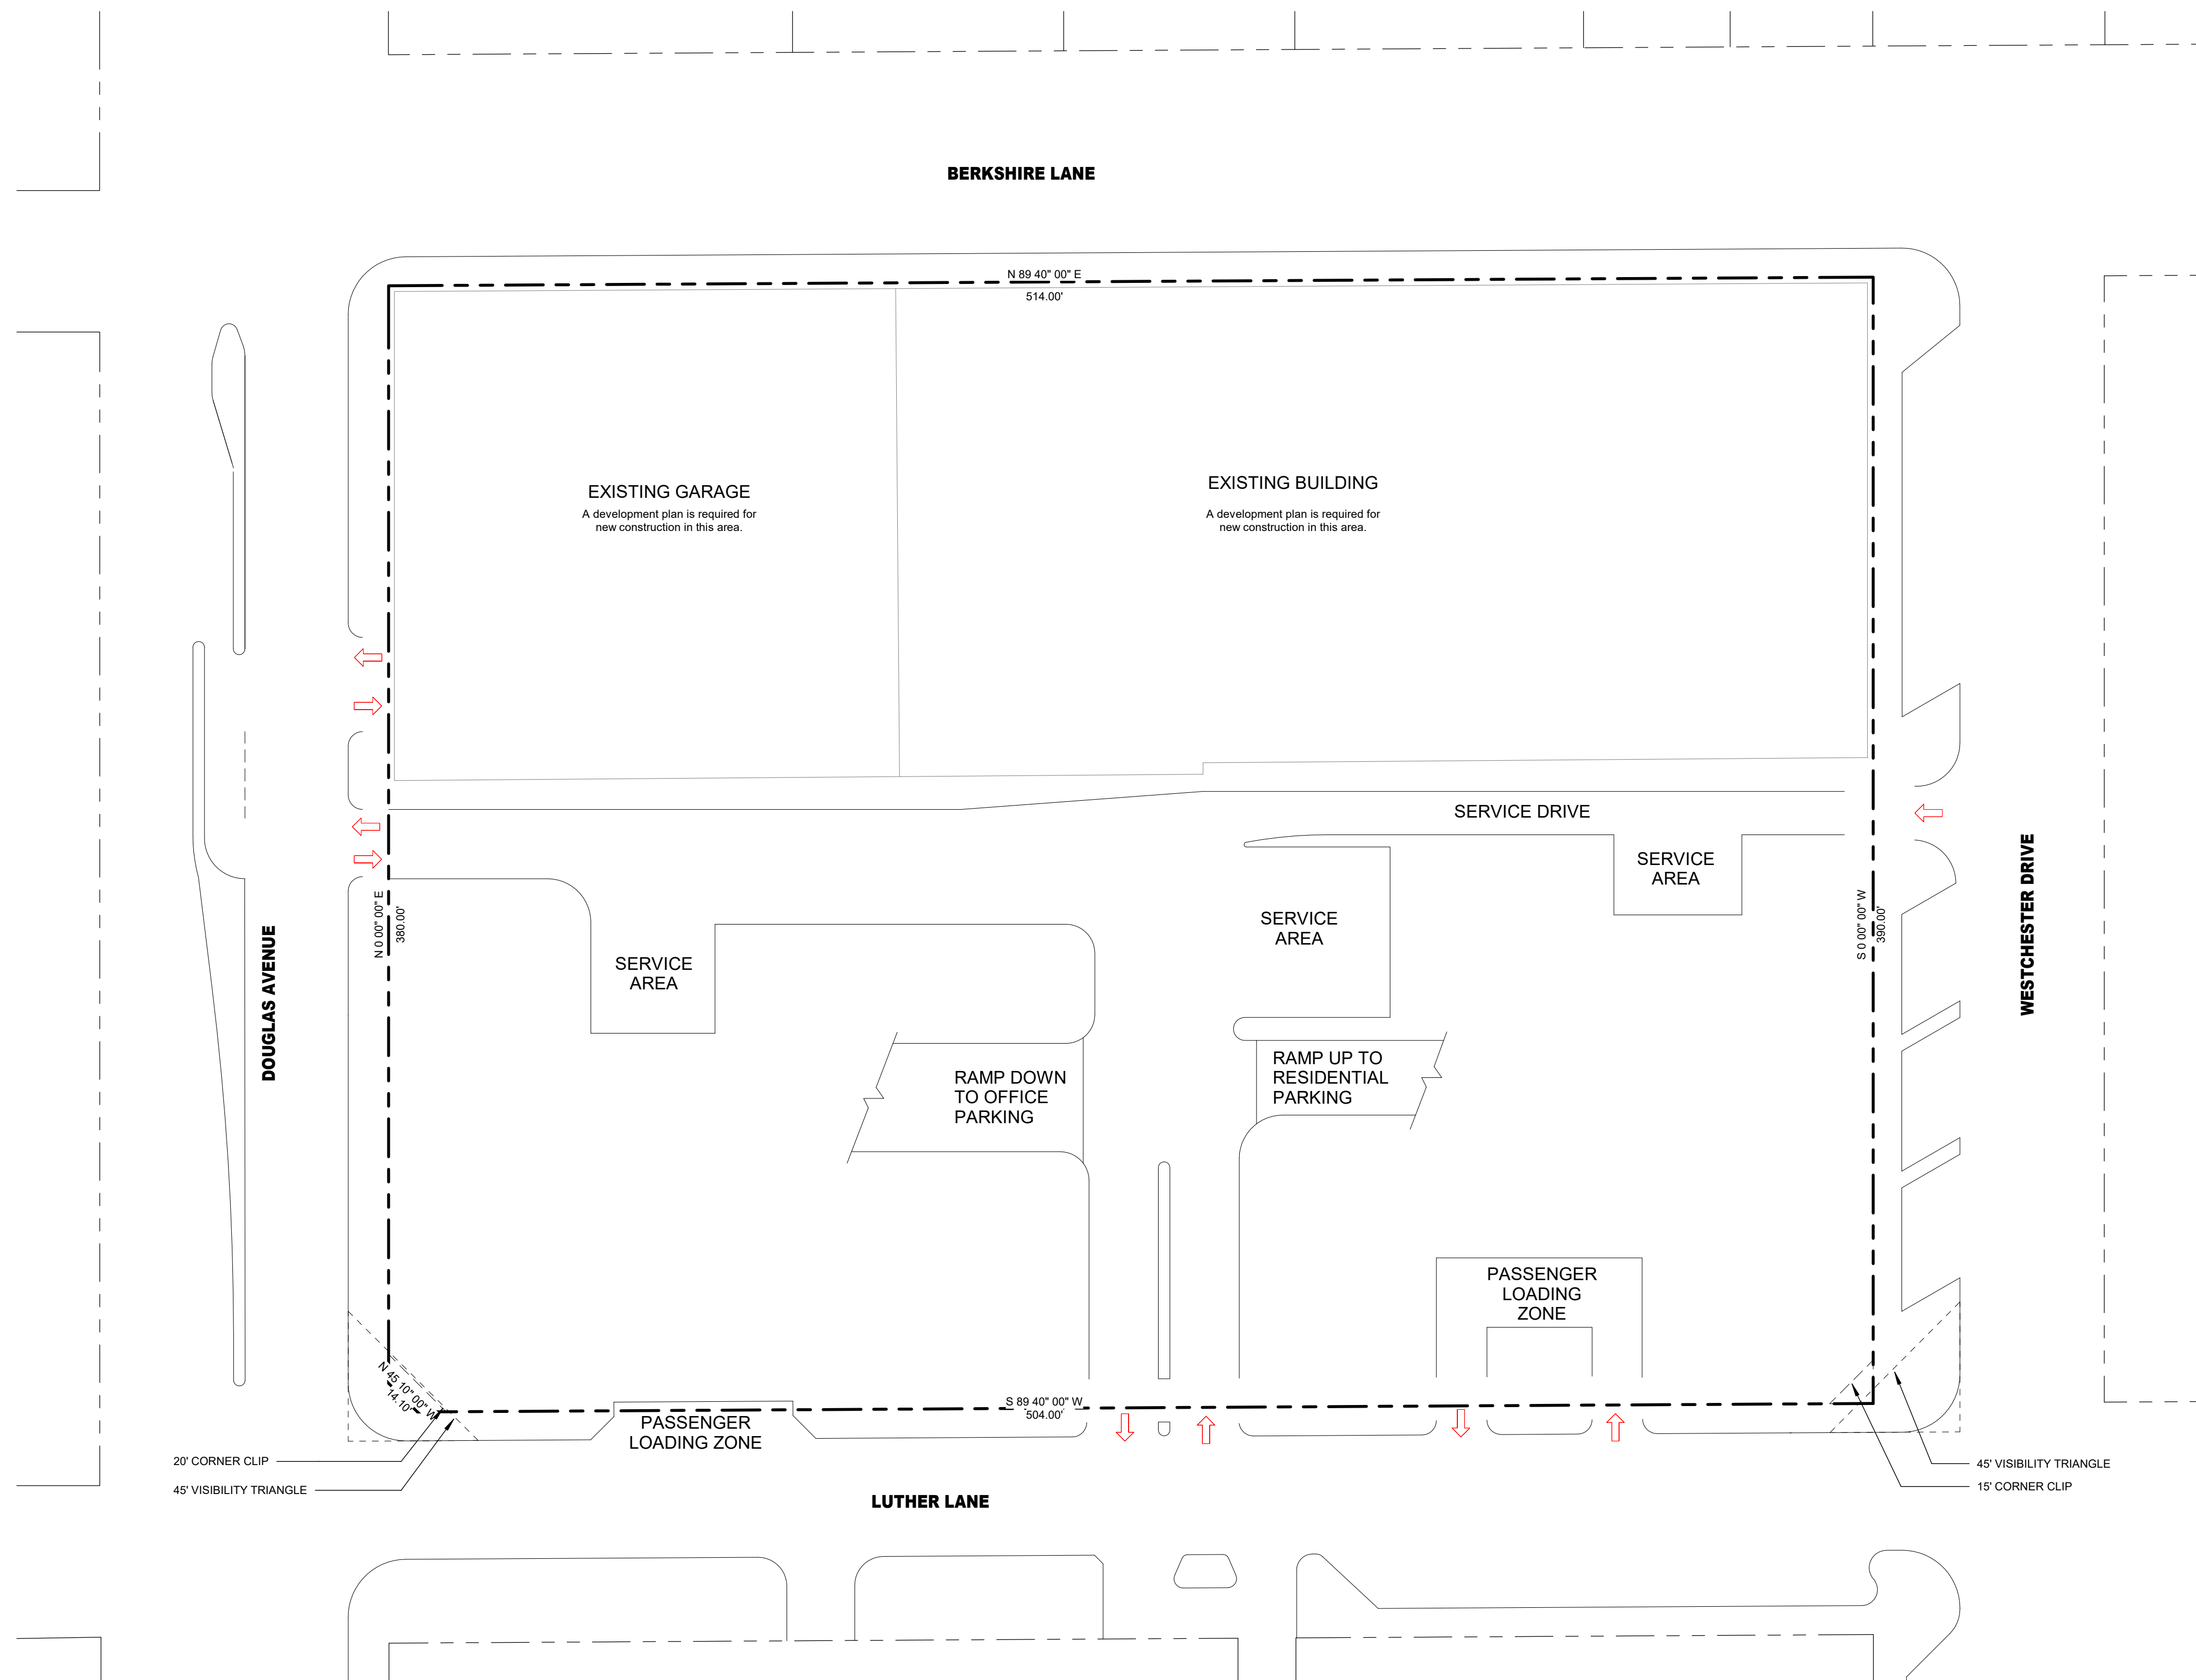 BERKSHIRE LANE
N 89 40" 00" E
514.00'
EXISTING GARAGE
A development plan is required for
new construction in this area.
EXISTING BUILDING
A development plan is required for
new construction in this area.
SERVICE DRIVE
SERVICE
AREA
SERVICE
AREA
SERVICE
AREA
N 0 00" 00" E
380.00'
S 0 00" 00" W
390.00'
DOUGLAS AVENUE
WESTCHESTER DRIVE
RAMP DOWN
TO OFFICE
PARKING
RAMP UP TO
RESIDENTIAL
PARKING
PASSENGER
LOADING
ZONE
N 45 10" 00" W
14.10'
S 89 40" 00" W
504.00'
PASSENGER
LOADING ZONE
20' CORNER CLIP
45' VISIBILITY TRIANGLE
45' VISIBILITY TRIANGLE
15' CORNER CLIP
LUTHER LANE